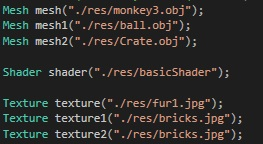 Mesh mesh("./res/monkey3.obj");
Mesh mesh1("./res/ball.obj");
Mesh mesh2("./res/Crate.obj");
Shader shader("./res/basicShader");
Texture texture("./res/fur1.jpg");
Texture texture1("./res/bricks.jpg");
Texture texture2("./res/bricks.jpg");